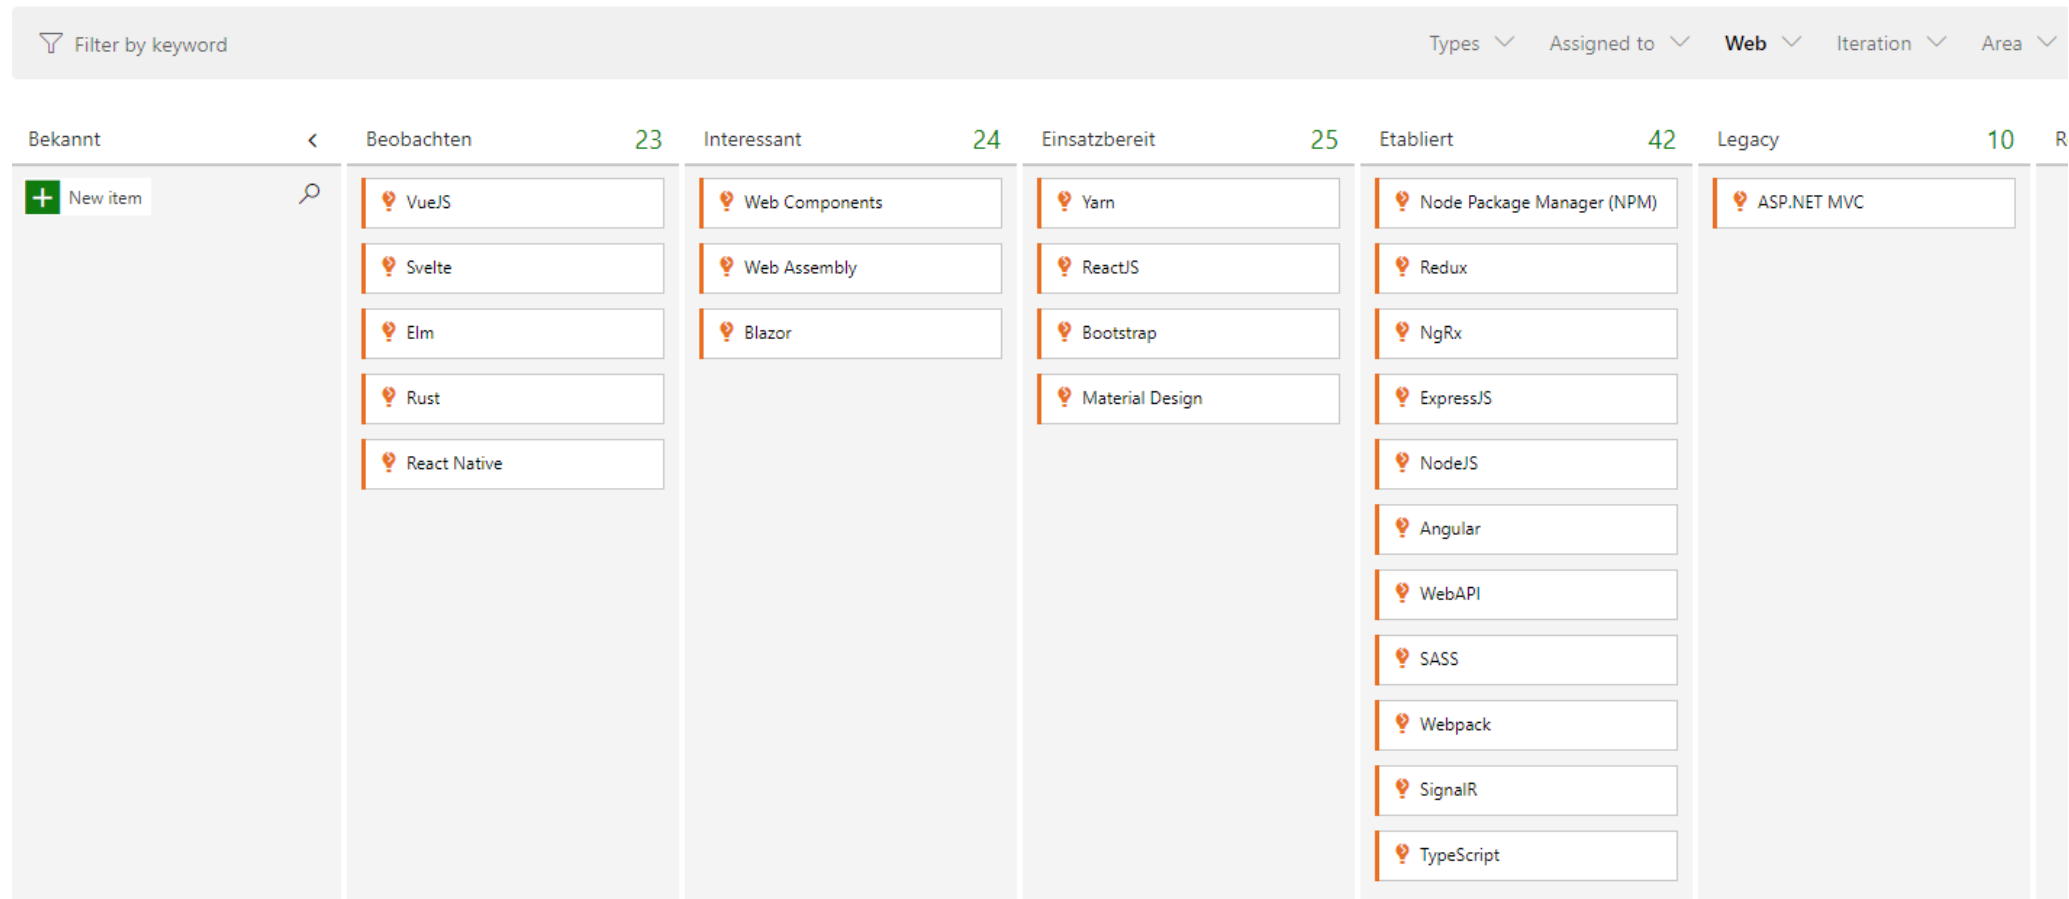 Filter by keyword
Types
Assigned to
Web
Iteration
Area
Bekannt
New item
Beobachten 23
VueJS
Svelte
Elm
Rust
React Native
Interessant 24
Web Components
Web Assembly
Blazor
Einsatzbereit 25
Yarn
ReactJS
Bootstrap
Material Design
Etabliert 42
Node Package Manager (NPM)
Redux
NgRx
ExpressJS
NodeJS
Angular
WebAPI
SASS
Webpack
SignalR
TypeScript
Legacy 10
ASP.NET MVC